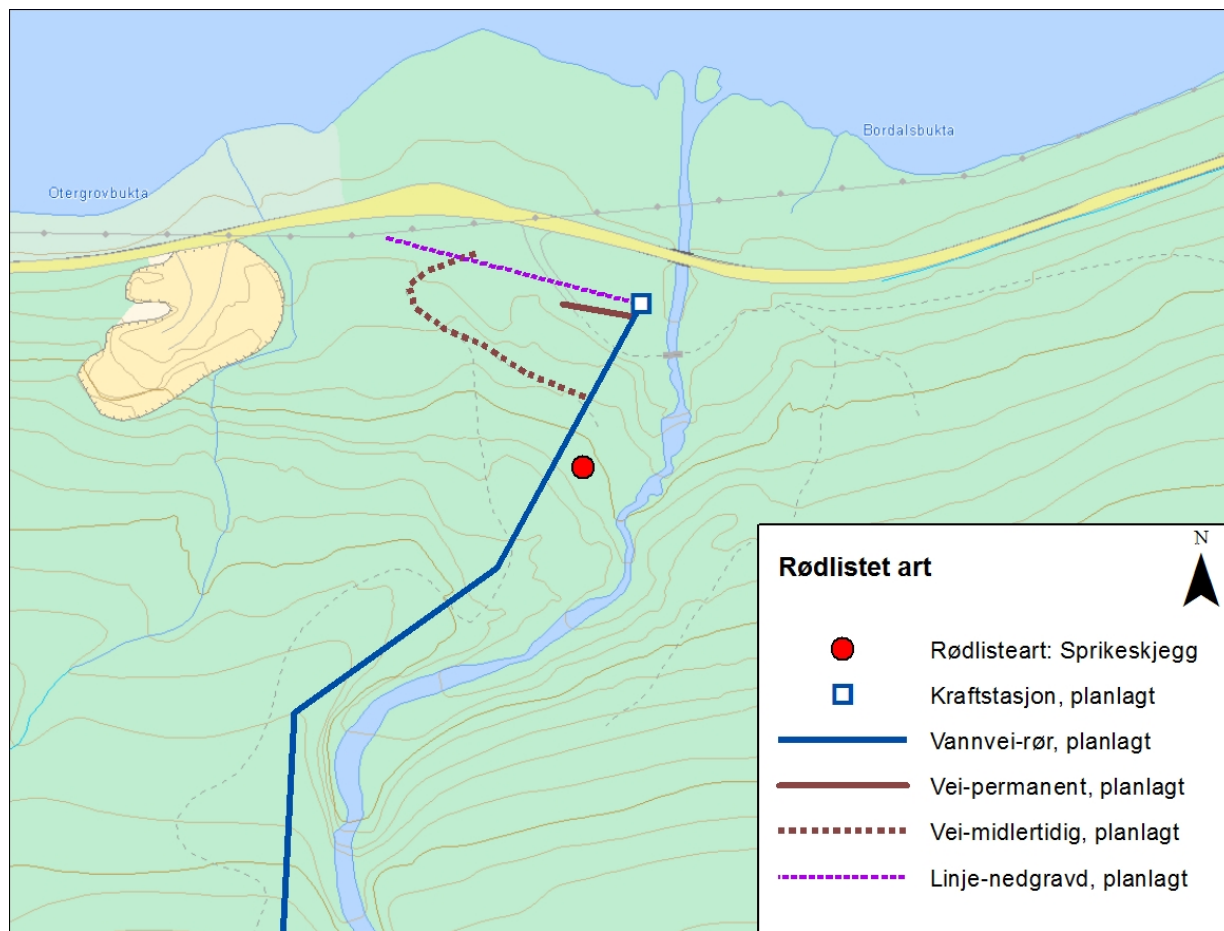 Bordalsbukta
Otergrovbukta
N
Rødlistet art
Rødlisteart: Sprikeskjegg
Kraftstasjon, planlagt
Vannvei-rør, planlagt
Vei-permanent, planlagt
Vei-midlertidig, planlagt
Linje-nedgravd, planlagt